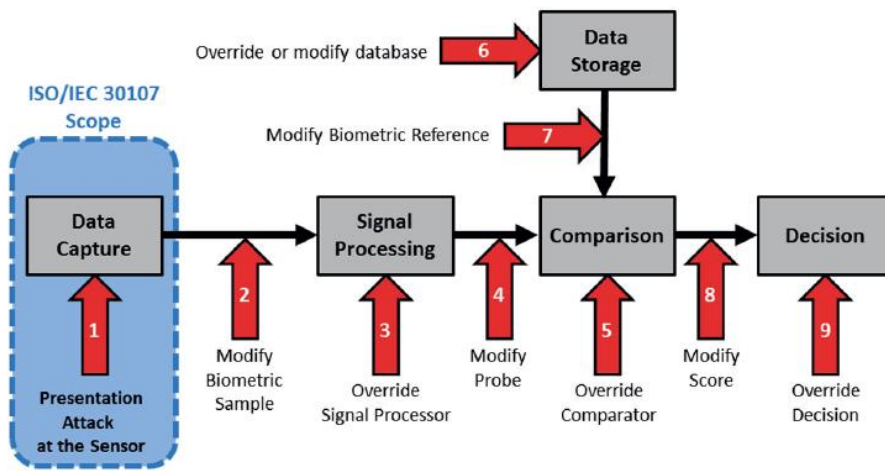 Override or modify database
6
Data
Storage
ISO/IEC 30107
Scope
Modify Biometric Reference
7
Data
Capture
Signal
Processing
Comparison
Decision
1
2
3
4
5
8
9
Presentation
Attack
at the Sensor
Modify
Biometric
Sample
Override
Signal Processor
Modify
Probe
Override
Comparator
Modify
Score
Override
Decision